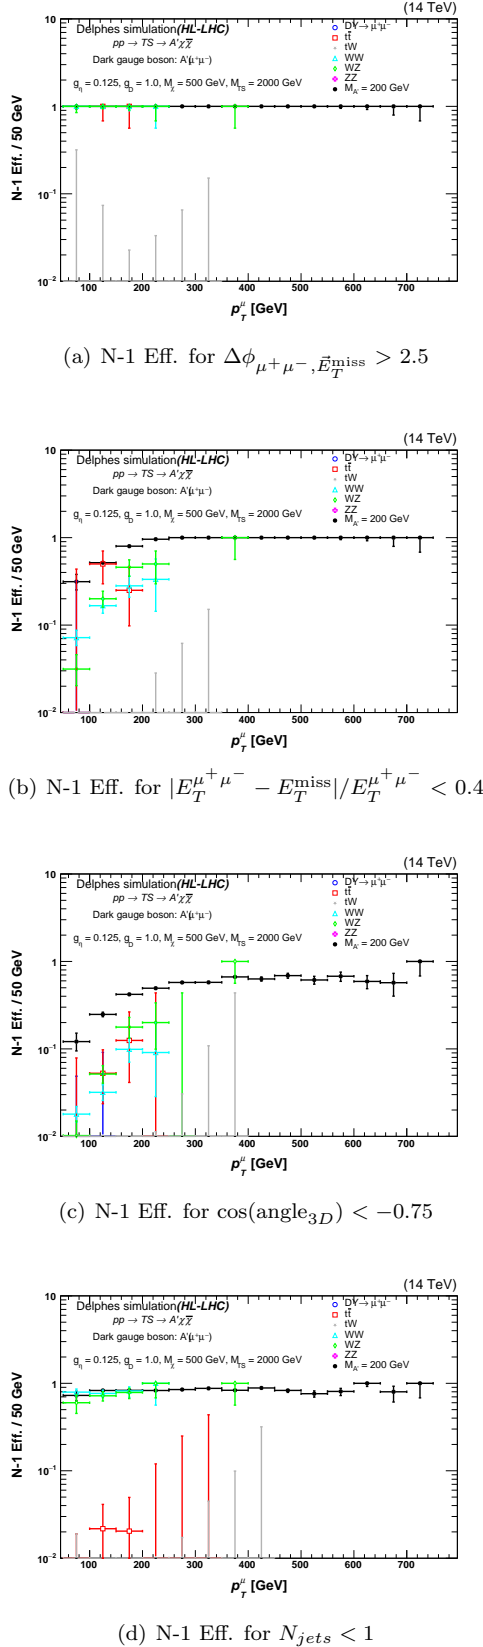 (14 TeV)
Delphes simulation(HL-LHC)
pp → TS → A'χχ̅
Dark gauge boson: A'(μ⁺μ⁻)
g_η = 0.125, g_D = 1.0, M_χ = 500 GeV, M_TS = 2000 GeV
DY→ μ⁺μ⁻
tt̅
tW
WW
WZ
ZZ
M_A' = 200 GeV
N-1 Eff. / 50 GeV
10
1
10⁻¹
10⁻²
100 200 300 400 500 600 700
p_T^μ [GeV]
(a) N-1 Eff. for Δϕ_{μ⁺μ⁻, E⃗_T^miss} > 2.5
(14 TeV)
Delphes simulation(HL-LHC)
pp → TS → A'χχ̅
Dark gauge boson: A'(μ⁺μ⁻)
g_η = 0.125, g_D = 1.0, M_χ = 500 GeV, M_TS = 2000 GeV
DY→ μ⁺μ⁻
tt̅
tW
WW
WZ
ZZ
M_A' = 200 GeV
N-1 Eff. / 50 GeV
10
1
10⁻¹
10⁻²
100 200 300 400 500 600 700
p_T^μ [GeV]
(b) N-1 Eff. for |E_T^{μ⁺μ⁻} − E_T^miss|/E_T^{μ⁺μ⁻} < 0.4
(14 TeV)
Delphes simulation(HL-LHC)
pp → TS → A'χχ̅
Dark gauge boson: A'(μ⁺μ⁻)
g_η = 0.125, g_D = 1.0, M_χ = 500 GeV, M_TS = 2000 GeV
DY→ μ⁺μ⁻
tt̅
tW
WW
WZ
ZZ
M_A' = 200 GeV
N-1 Eff. / 50 GeV
10
1
10⁻¹
10⁻²
100 200 300 400 500 600 700
p_T^μ [GeV]
(c) N-1 Eff. for cos(angle_{3D}) < −0.75
(14 TeV)
Delphes simulation(HL-LHC)
pp → TS → A'χχ̅
Dark gauge boson: A'(μ⁺μ⁻)
g_η = 0.125, g_D = 1.0, M_χ = 500 GeV, M_TS = 2000 GeV
DY→ μ⁺μ⁻
tt̅
tW
WW
WZ
ZZ
M_A' = 200 GeV
N-1 Eff. / 50 GeV
10
1
10⁻¹
10⁻²
100 200 300 400 500 600 700
p_T^μ [GeV]
(d) N-1 Eff. for N_{jets} < 1